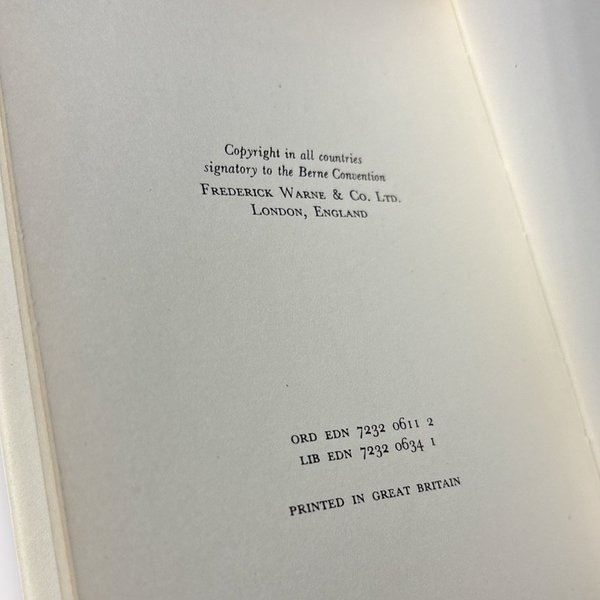 Copyright in all countries
signatory to the Berne Convention
Frederick Warne & Co. Ltd.
London, England
ORD EDN 7232 0611 2
LIB EDN 7232 0634 1
PRINTED IN GREAT BRITAIN